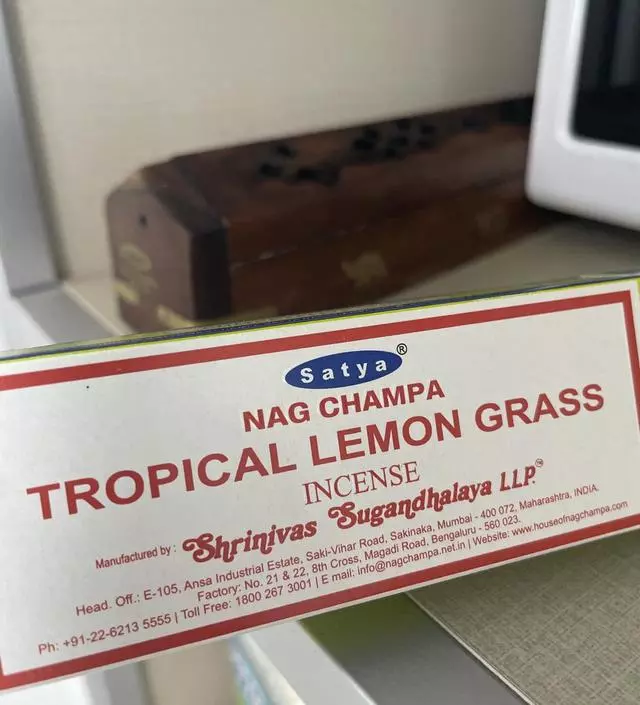 Satya®
NAG CHAMPA
TROPICAL LEMON GRASS
INCENSE
Manufactured by : Shrinivas Sugandhalaya LLP.™
Head. Off.: E-105, Ansa Industrial Estate, Saki-Vihar Road, Sakinaka, Mumbai - 400 072, Maharashtra, INDIA.
Factory: No. 21 & 22, 8th Cross, Magadi Road, Bengaluru - 560 023.
Ph: +91-22-6213 5555 | Toll Free: 1800 267 3001 | E mail: info@nagchampa.net.in | Website: www.houseofnagchampa.com